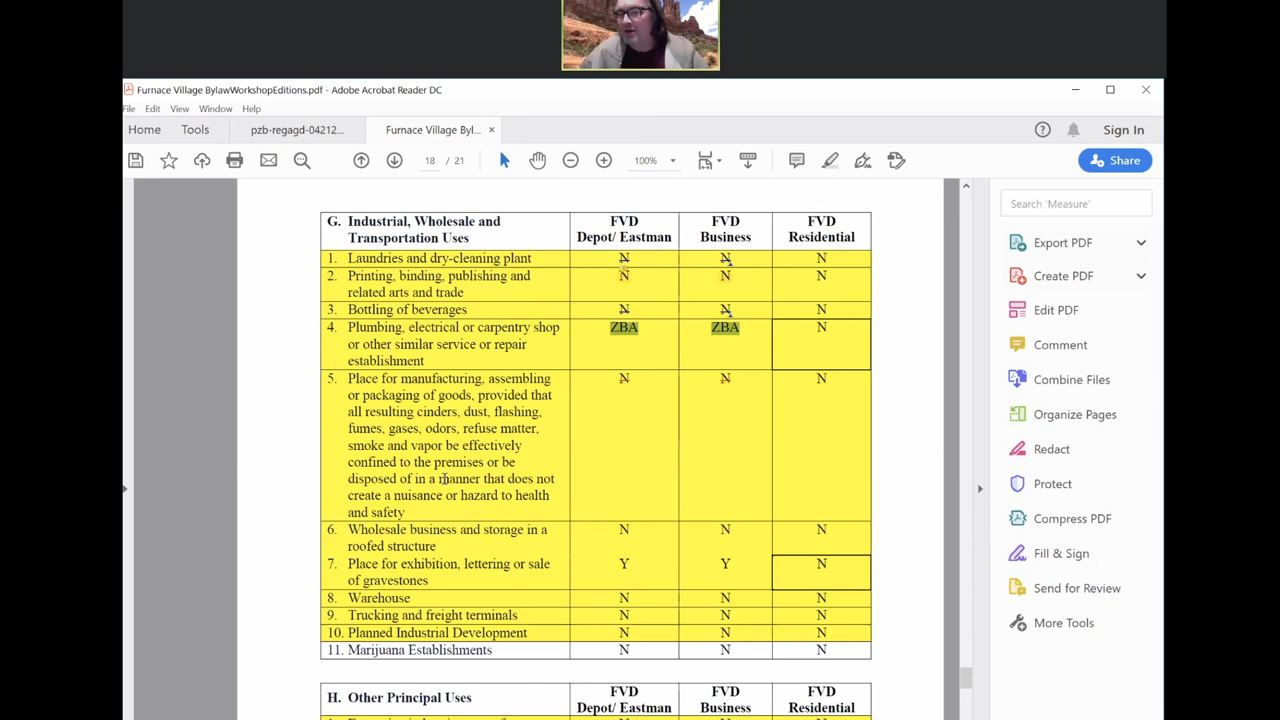 Furnace Village BylawWorkshopEditions.pdf - Adobe Acrobat Reader DC
File Edit View Window Help
Home Tools pzb-regagd-04212... Furnace Village Byl... × Sign In
18 / 21 100% Share
G. Industrial, Wholesale and Transportation Uses FVD Depot/ Eastman FVD Business FVD Residential
1. Laundries and dry-cleaning plant N N N
2. Printing, binding, publishing and
related arts and trade N N N
3. Bottling of beverages N N N
4. Plumbing, electrical or carpentry shop ZBA ZBA N
or other similar service or repair
establishment
5. Place for manufacturing, assembling N N N
or packaging of goods, provided that
all resulting cinders, dust, flashing,
fumes, gases, odors, refuse matter,
smoke and vapor be effectively
confined to the premises or be
disposed of in a manner that does not
create a nuisance or hazard to health
and safety
6. Wholesale business and storage in a N N N
roofed structure
7. Place for exhibition, lettering or sale Y Y N
of gravestones
8. Warehouse N N N
9. Trucking and freight terminals N N N
10. Planned Industrial Development N N N
11. Marijuana Establishments N N N
H. Other Principal Uses FVD Depot/ Eastman FVD Business FVD Residential
Search 'Measure'
Export PDF
Create PDF
Edit PDF
Comment
Combine Files
Organize Pages
Redact
Protect
Compress PDF
Fill & Sign
Send for Review
More Tools